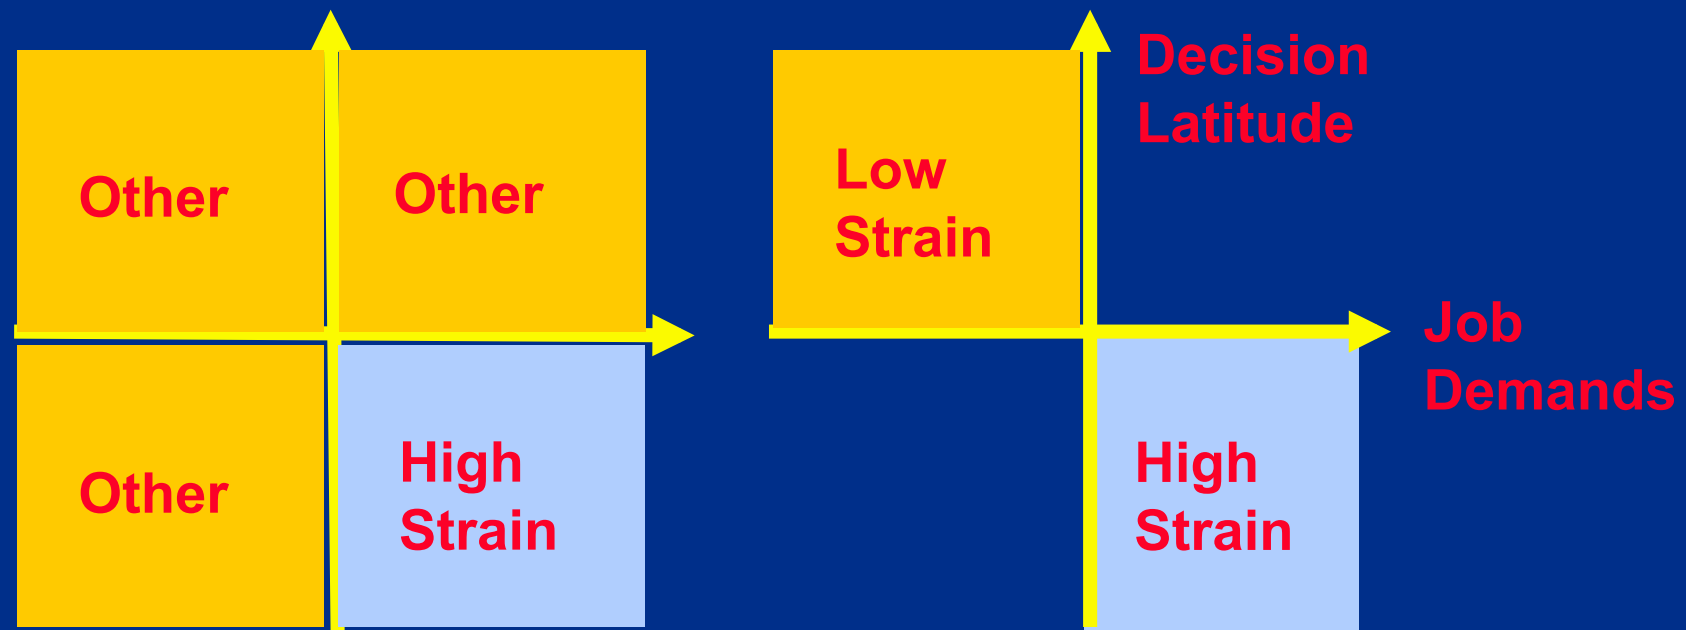 Other
Other
Other
High
Strain
Low
Strain
Decision
Latitude
Job
Demands
High
Strain